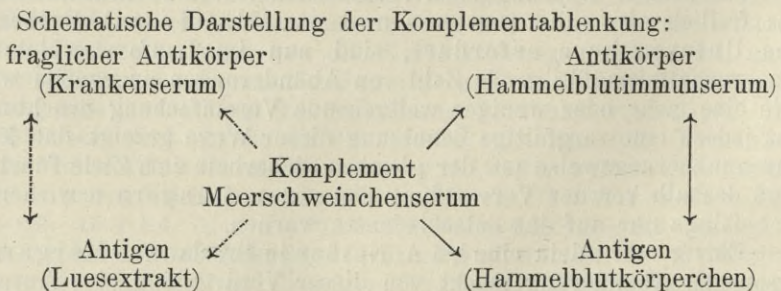 Schematische Darstellung der Komplementablenkung:
fraglicher Antikörper
(Krankenserum)
Antikörper
(Hammelblutimmunserum)
Komplement
Meerschweinchenserum
Antigen
(Luesextrakt)
Antigen
(Hammelblutkörperchen)